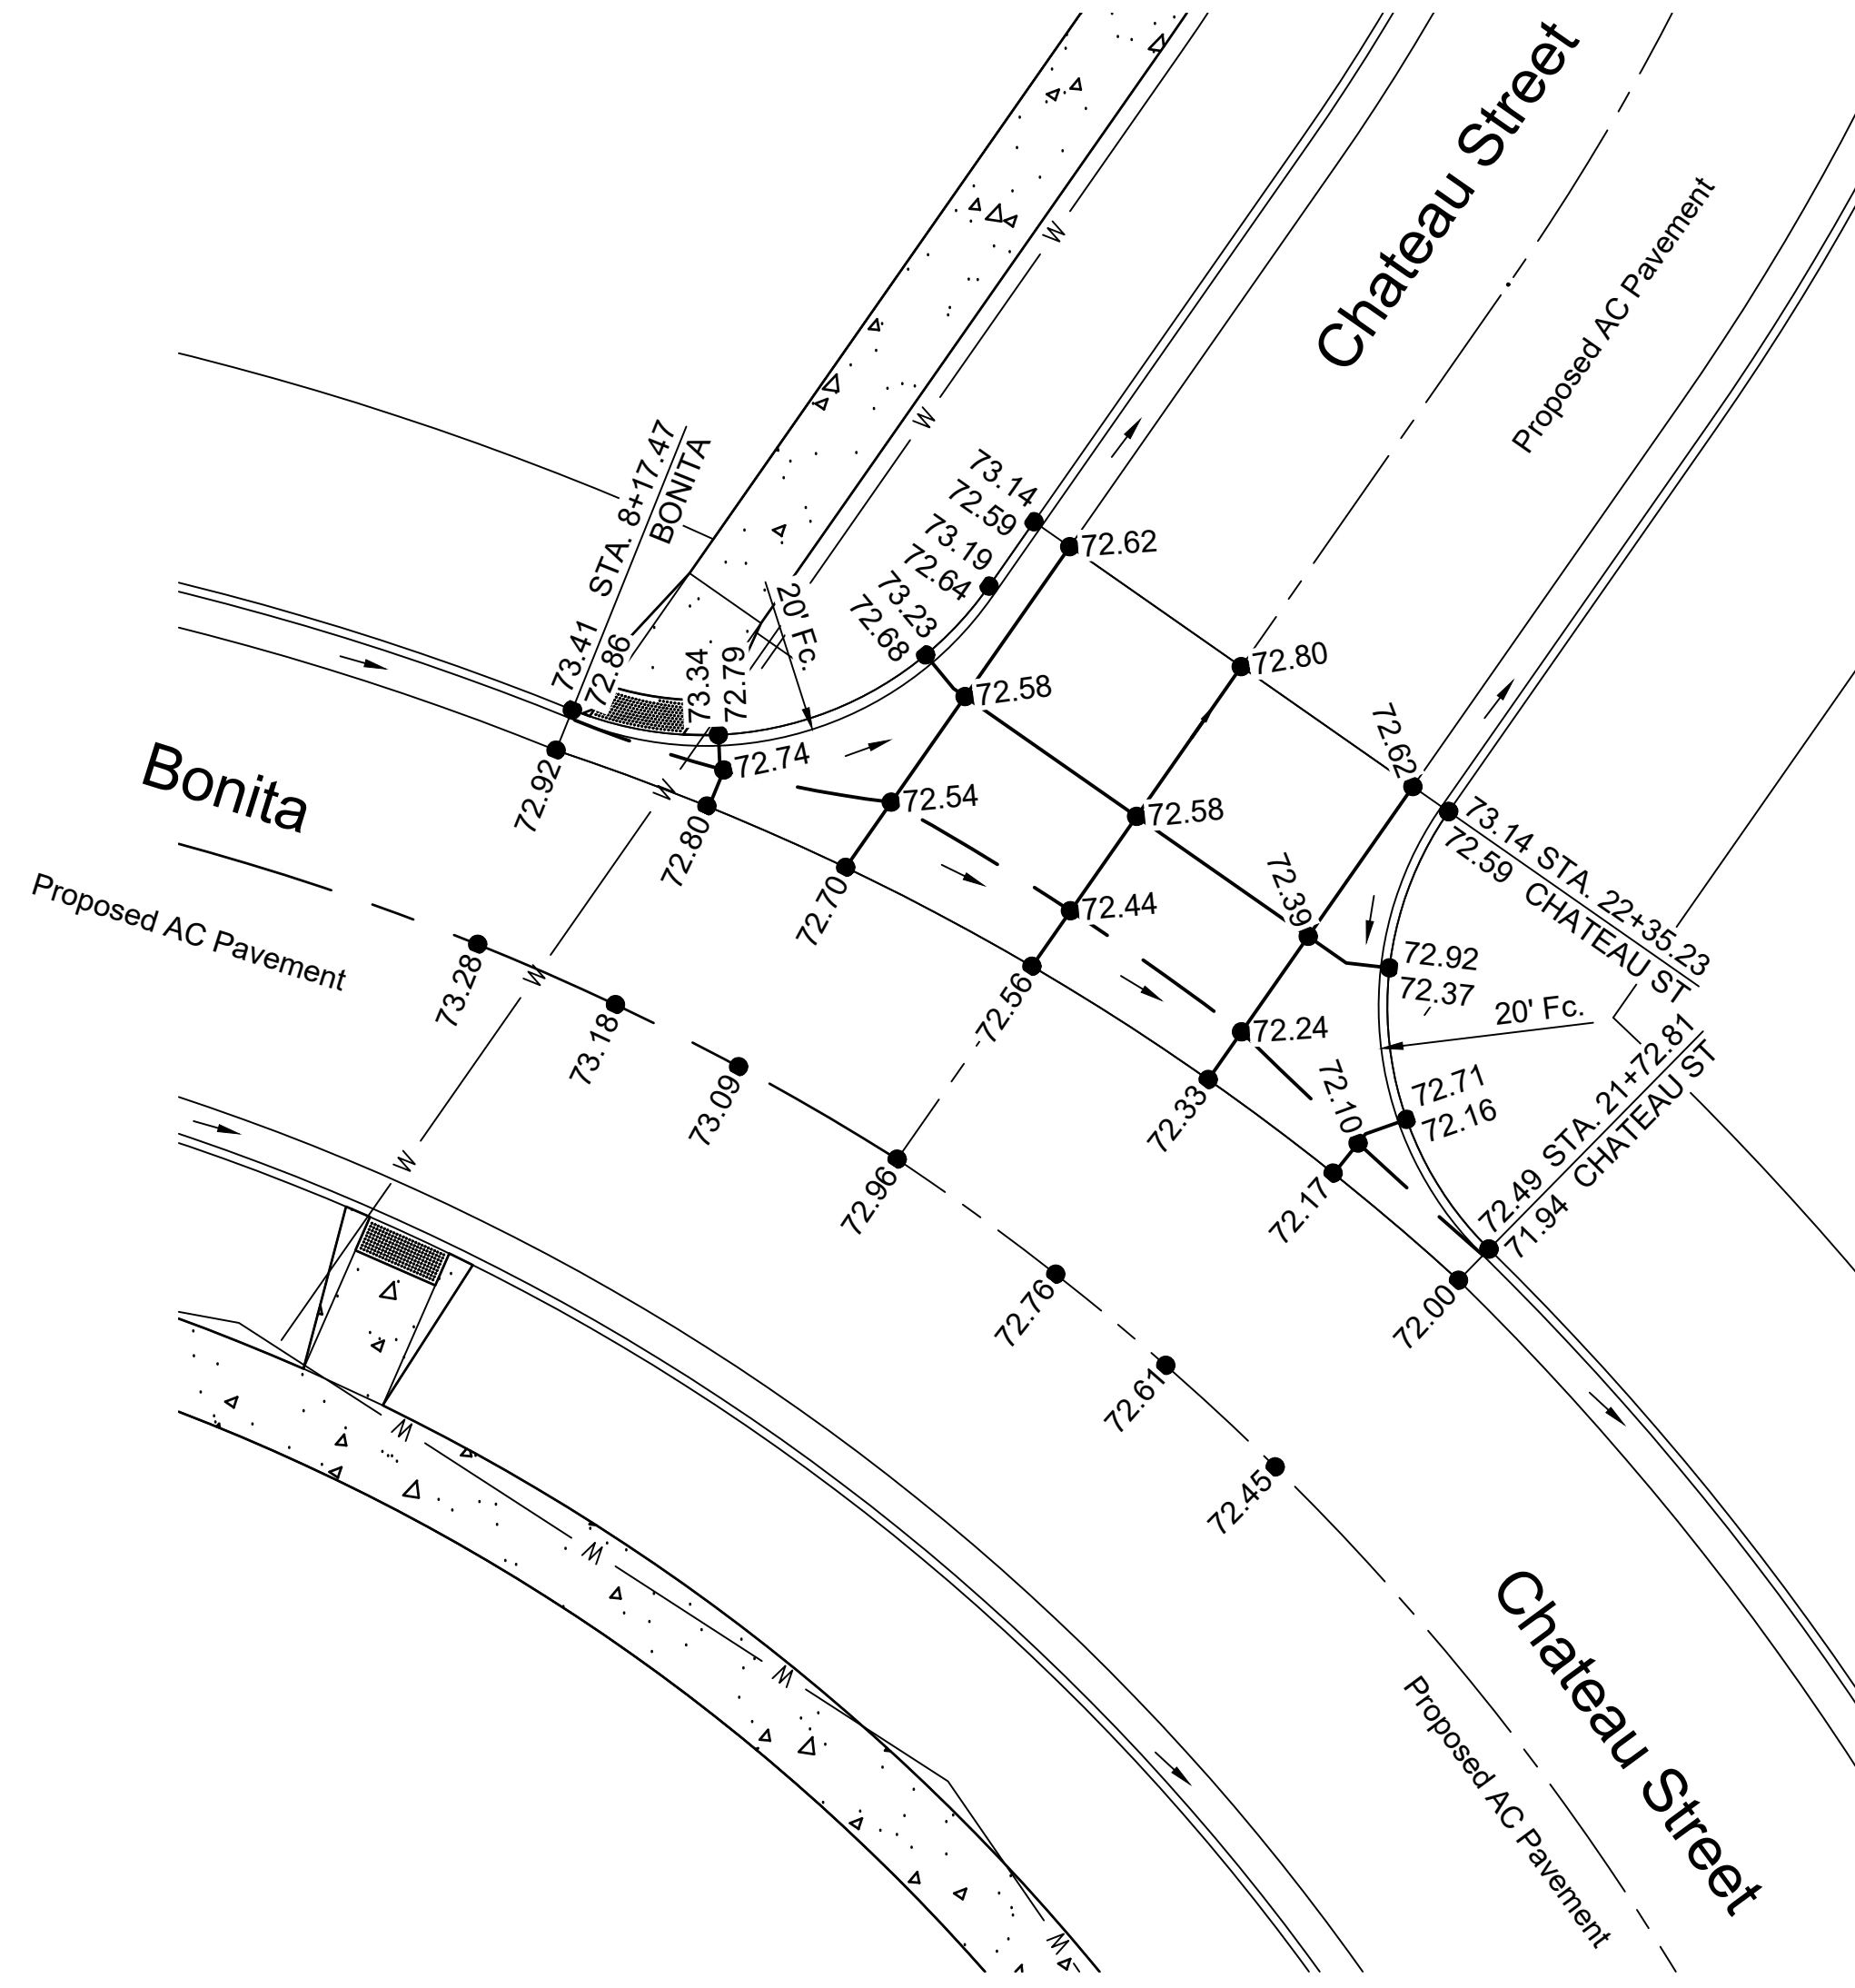 Chateau Street
Proposed AC Pavement
W
W
STA. 8+17.47
BONITA
73.14
72.59
73.19
72.64
73.23
72.68
72.62
20' Fc.
73.41
72.86
73.34
72.79
72.80
72.58
72.62
72.74
72.54
72.58
Bonita
72.92
W
72.80
72.70
73.14 STA. 22+35.23
72.59 CHATEAU ST
72.39
72.44
72.92
72.37
Proposed AC Pavement
73.28
W
72.56
20' Fc.
73.18
72.24
73.09
72.33
72.10
72.71
72.16
W
72.96
72.17
72.49 STA. 21+72.81
71.94 CHATEAU ST
72.76
72.00
72.61
W
72.45
W
W
Chateau Street
Proposed AC Pavement
W